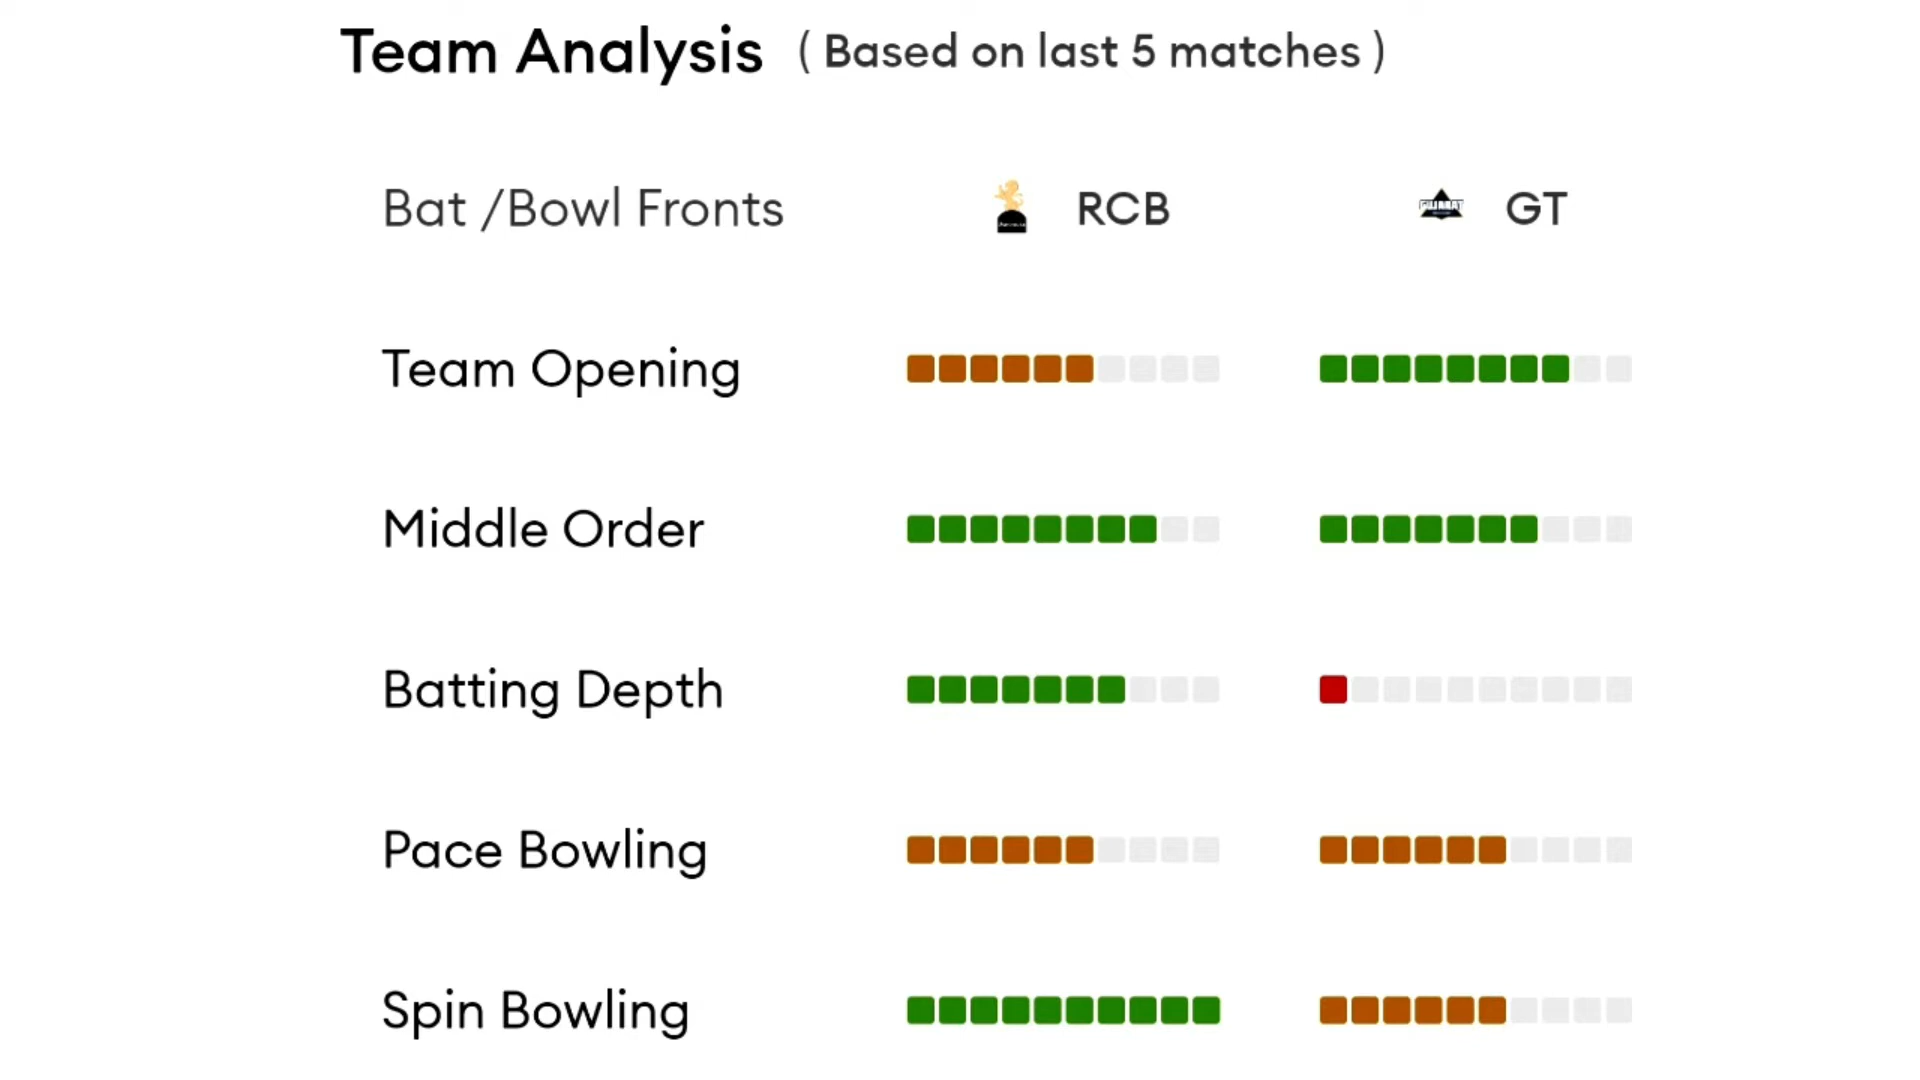 Team Analysis ( Based on last 5 matches )
Bat /Bowl Fronts RCB GUJARAT GT
Team Opening
Middle Order
Batting Depth
Pace Bowling
Spin Bowling